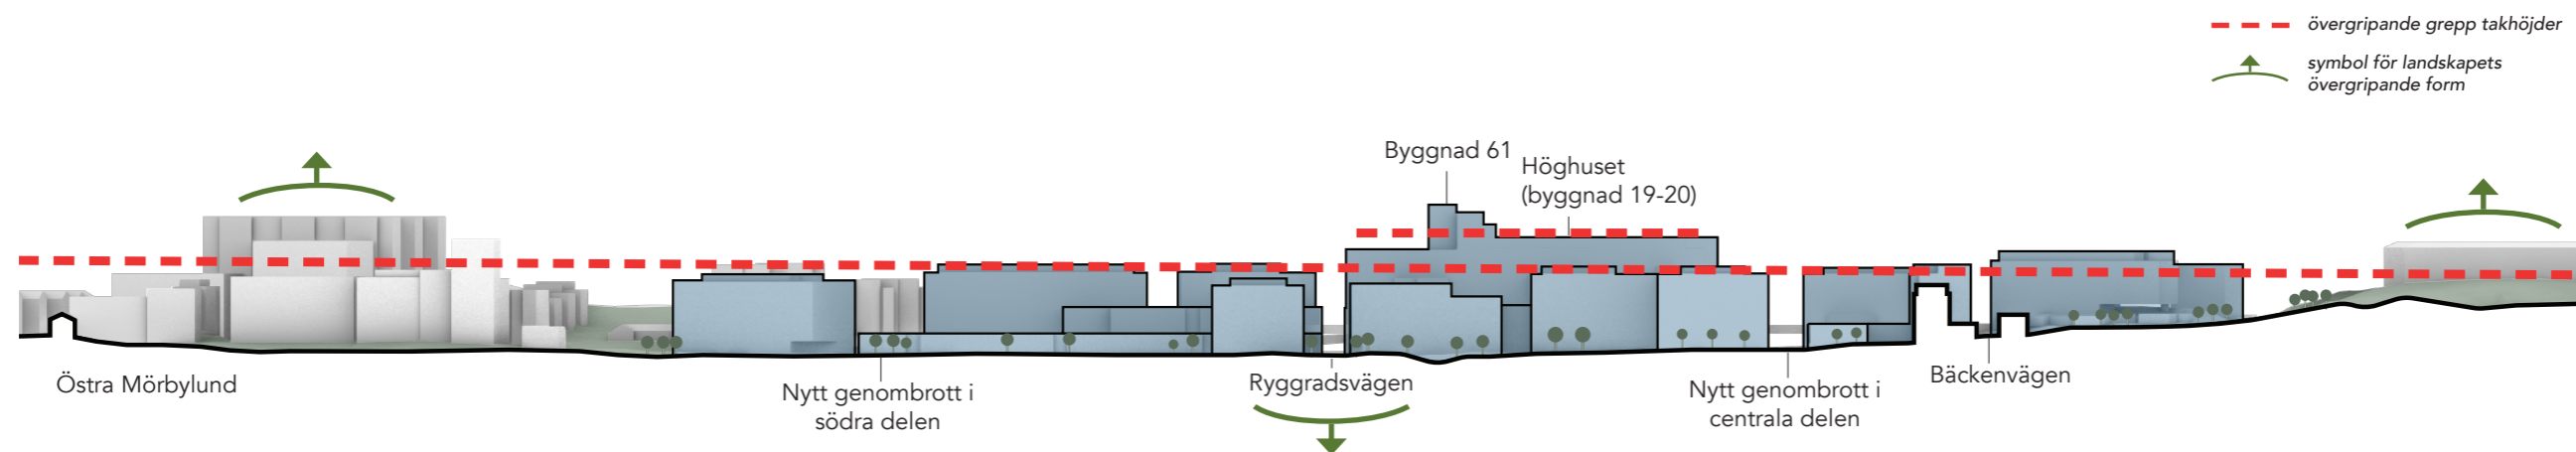 övergripande grepp takhöjder
symbol för landskapets
övergripande form
Byggnad 61
Höghuset
(byggnad 19-20)
Östra Mörbylund
Nytt genombrott i
södra delen
Ryggradsvägen
Nytt genombrott i
centrala delen
Bäckenvägen